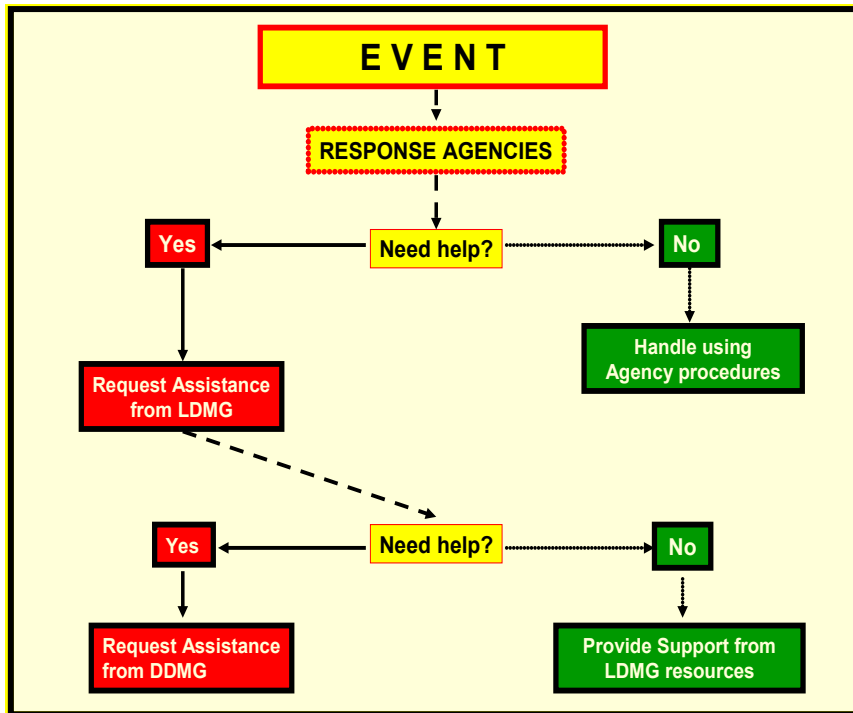 E V E N T
RESPONSE AGENCIES
Yes
Need help?
No
Handle using
Agency procedures
Request Assistance
from LDMG
Yes
Need help?
No
Request Assistance
from DDMG
Provide Support from
LDMG resources